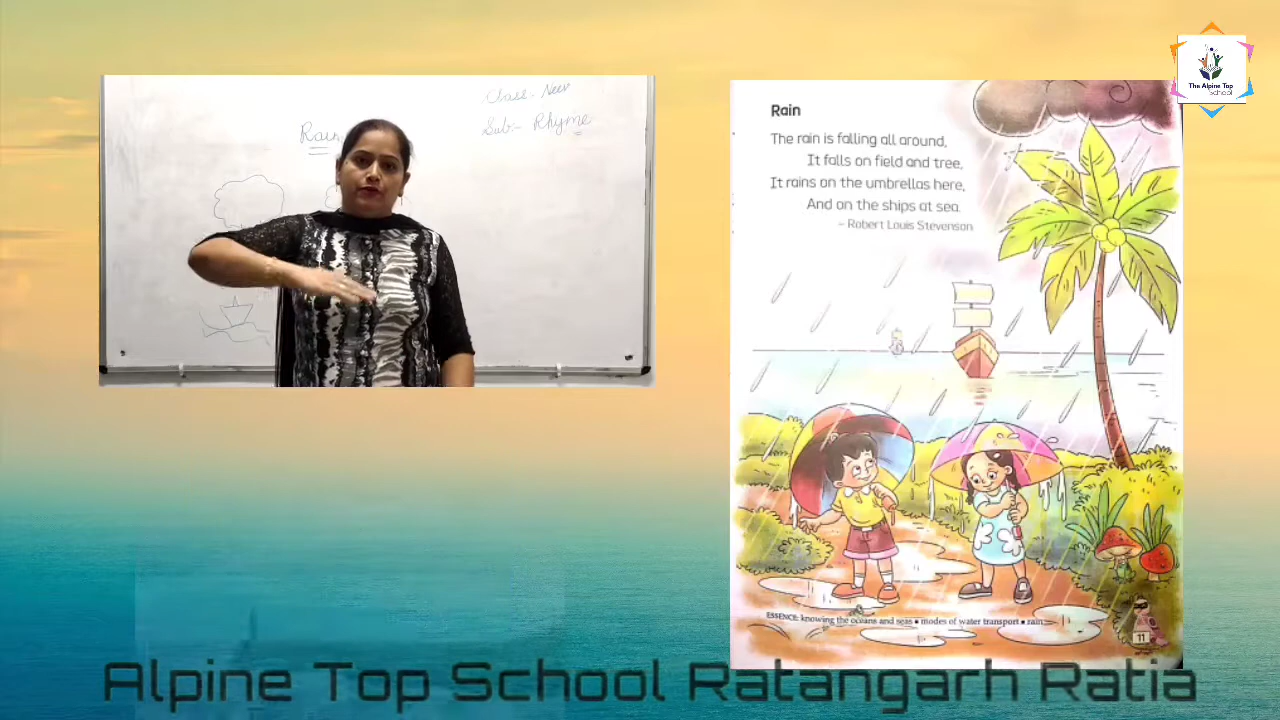 Class:- Neev
Sub:- Rhyme
Rain
The Alpine Top
School
Rain
The rain is falling all around,
It falls on field and tree,
It rains on the umbrellas here,
And on the ships at sea.
– Robert Louis Stevenson
ESSENCE: knowing the oceans and seas • modes of water transport • rain
11
Alpine Top School Ratangarh Ratia